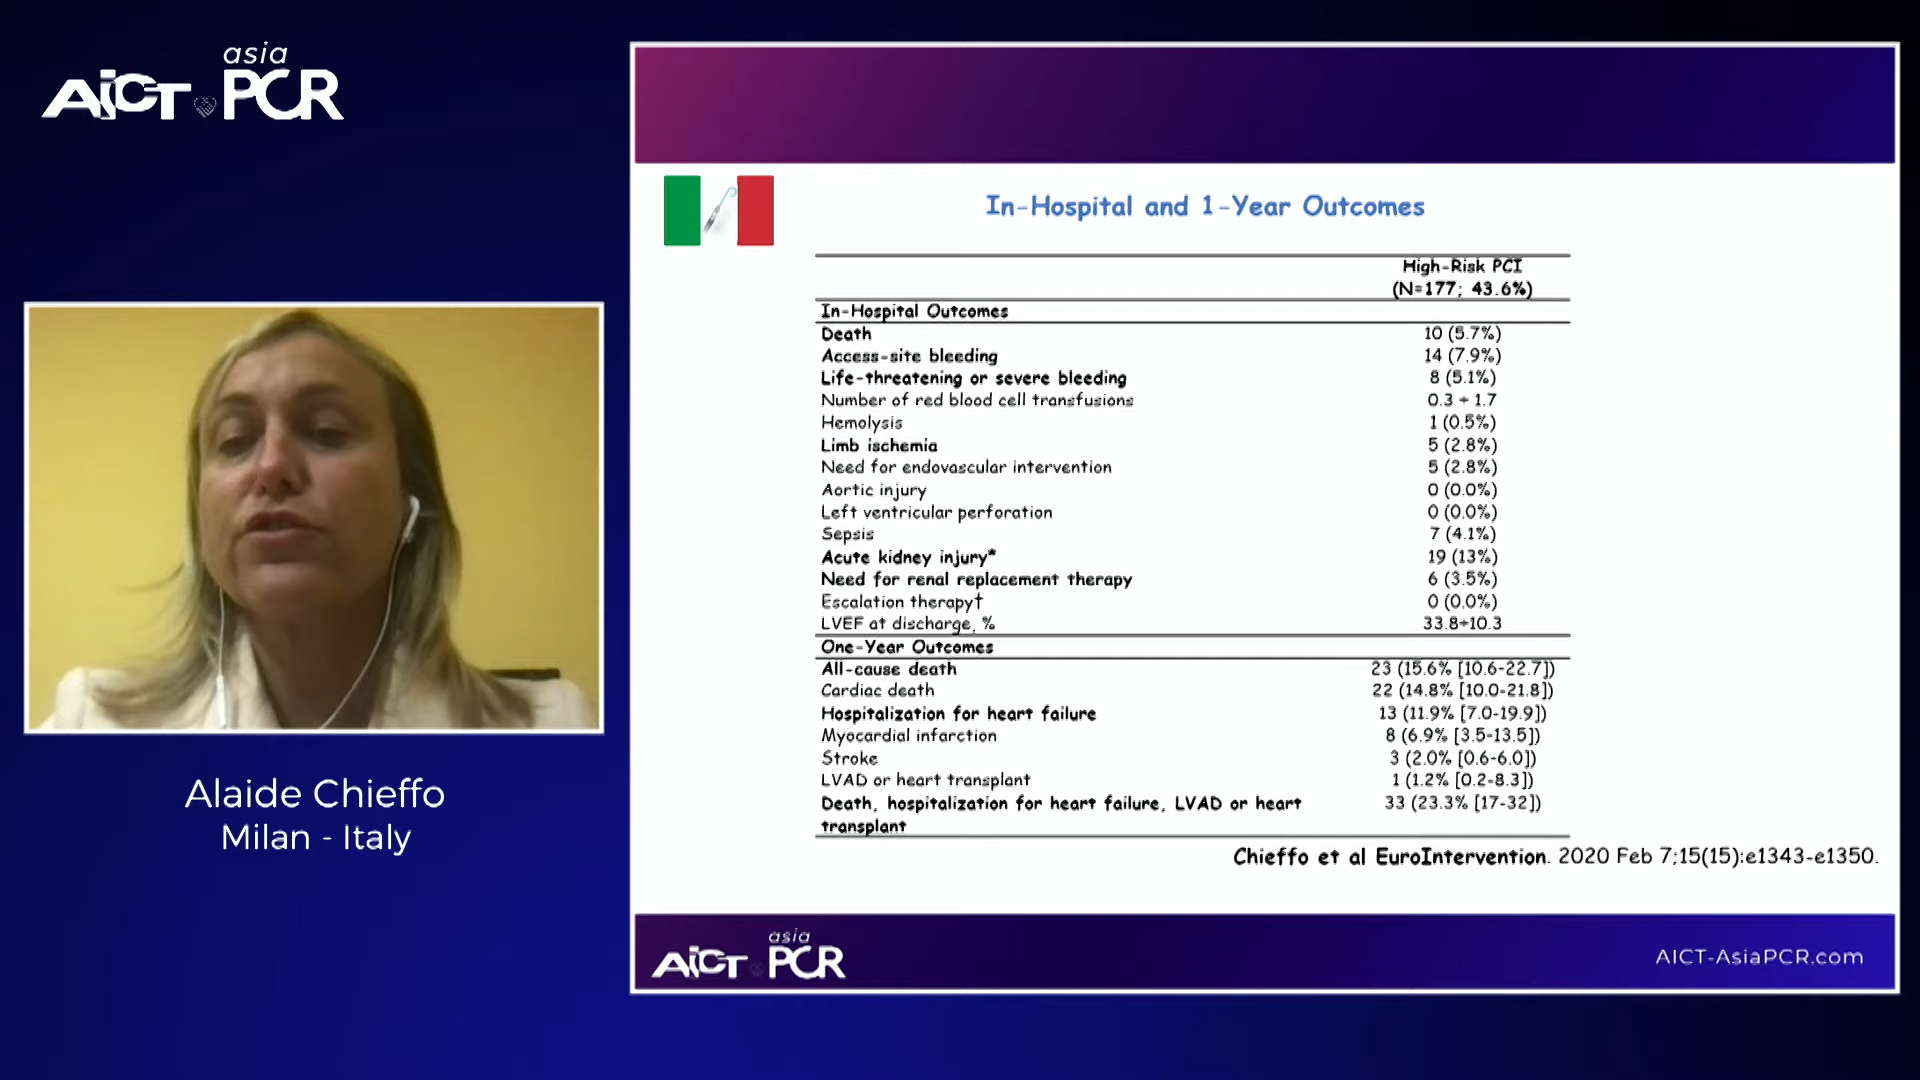 asia
AICT PCR
Alaide Chieffo
Milan - Italy
In-Hospital and 1-Year Outcomes
High-Risk PCI
(N=177; 43.6%)
In-Hospital Outcomes
Death 10 (5.7%)
Access-site bleeding 14 (7.9%)
Life-threatening or severe bleeding 8 (5.1%)
Number of red blood cell transfusions 0.3 ÷ 1.7
Hemolysis 1 (0.5%)
Limb ischemia 5 (2.8%)
Need for endovascular intervention 5 (2.8%)
Aortic injury 0 (0.0%)
Left ventricular perforation 0 (0.0%)
Sepsis 7 (4.1%)
Acute kidney injury* 19 (13%)
Need for renal replacement therapy 6 (3.5%)
Escalation therapy† 0 (0.0%)
LVEF at discharge, % 33.8÷10.3
One-Year Outcomes
All-cause death 23 (15.6% [10.6-22.7])
Cardiac death 22 (14.8% [10.0-21.8])
Hospitalization for heart failure 13 (11.9% [7.0-19.9])
Myocardial infarction 8 (6.9% [3.5-13.5])
Stroke 3 (2.0% [0.6-6.0])
LVAD or heart transplant 1 (1.2% [0.2-8.3])
Death, hospitalization for heart failure, LVAD or heart 33 (23.3% [17-32])
transplant
Chieffo et al EuroIntervention. 2020 Feb 7;15(15):e1343-e1350.
asia
AICT PCR
AICT-AsiaPCR.com